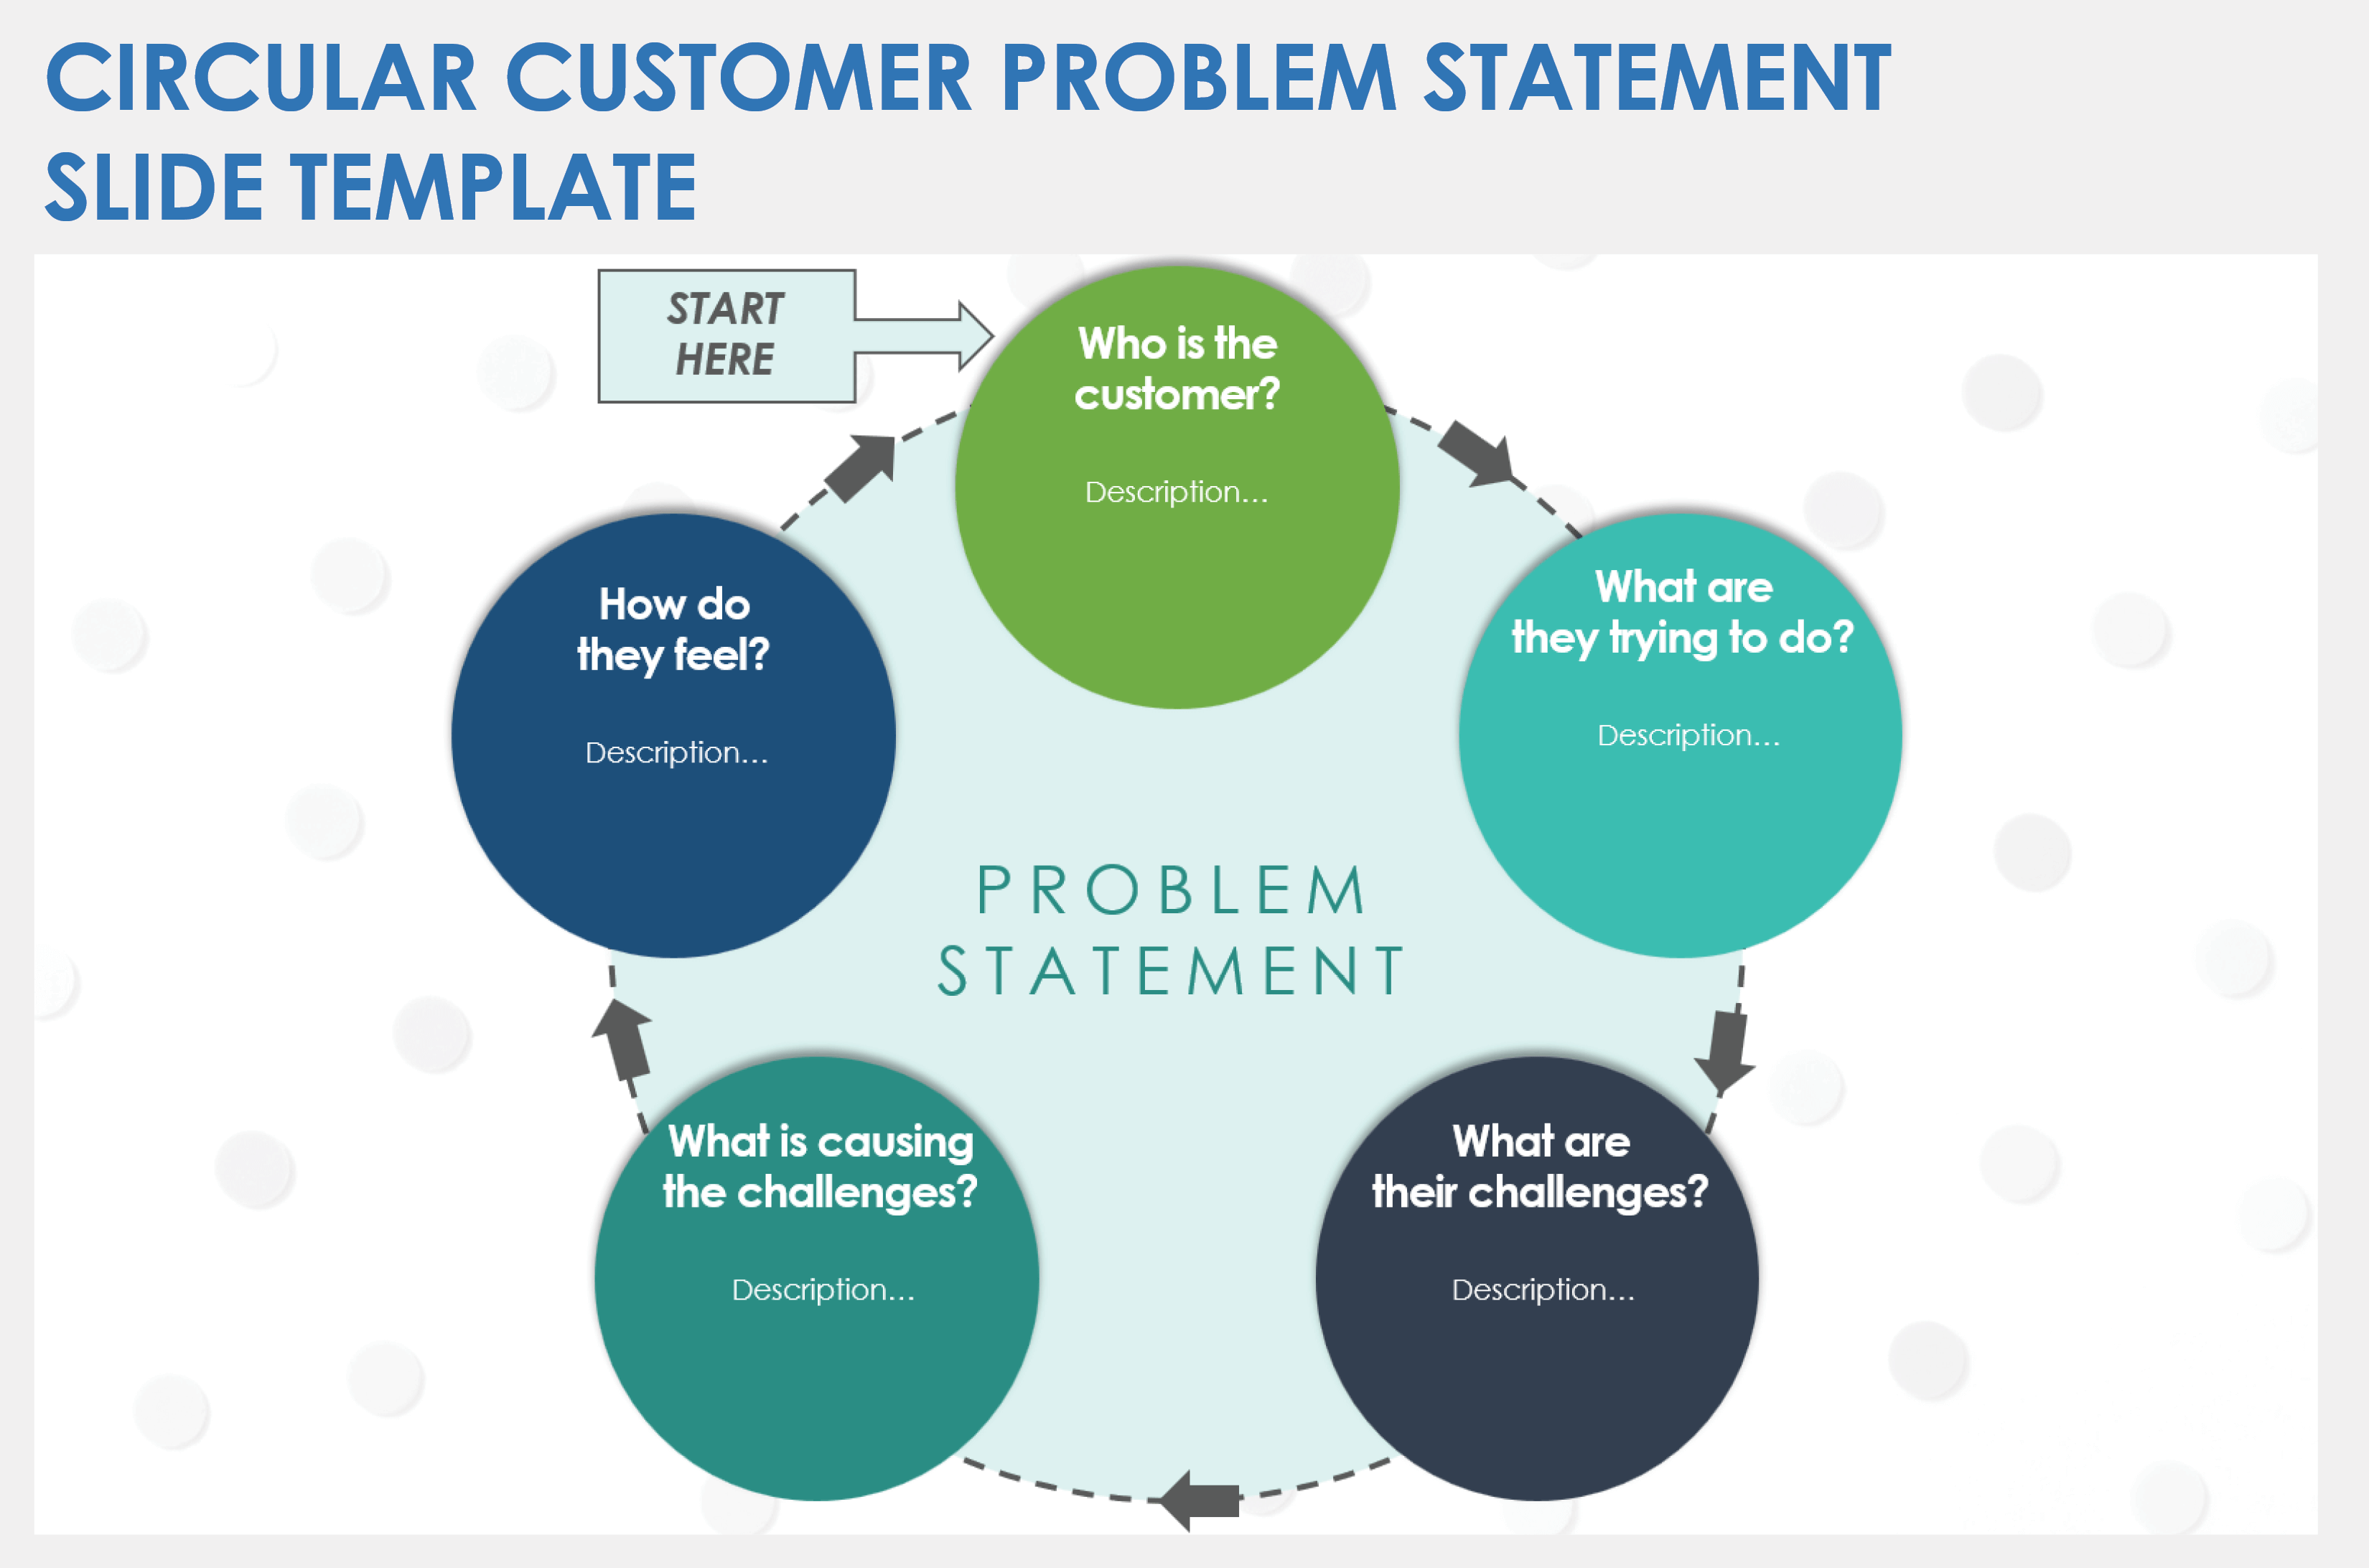 CIRCULAR CUSTOMER PROBLEM STATEMENT
SLIDE TEMPLATE
START
HERE
Who is the
customer?
Description...
What are
they trying to do?
Description...
What are
their challenges?
Description...
What is causing
the challenges?
Description...
How do
they feel?
Description...
PROBLEM
STATEMENT